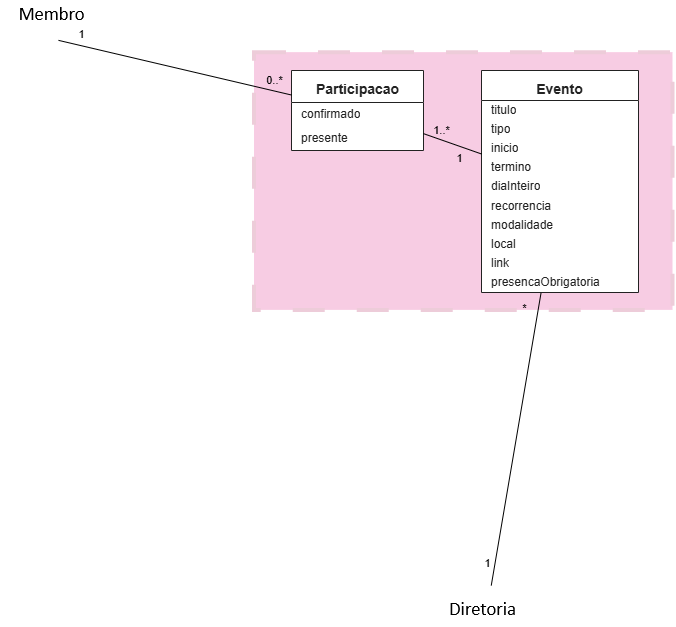 Membro
1
0..*
Participacao
confirmado
presente
1..*
1
Evento
titulo
tipo
inicio
termino
diaInteiro
recorrencia
modalidade
local
link
presencaObrigatoria
*
1
Diretoria